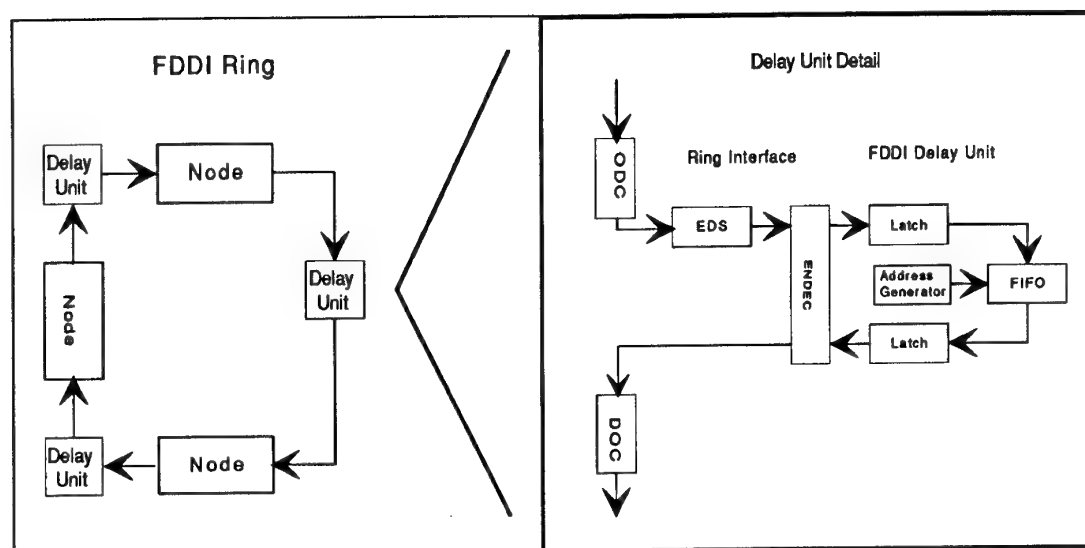 FDDI Ring
Delay
Unit
Node
Delay
Unit
Node
Delay
Unit
Node
Delay Unit Detail
ODC
Ring Interface
FDDI Delay Unit
EDS
ENDEC
Latch
Address
Generator
FIFO
Latch
DOC